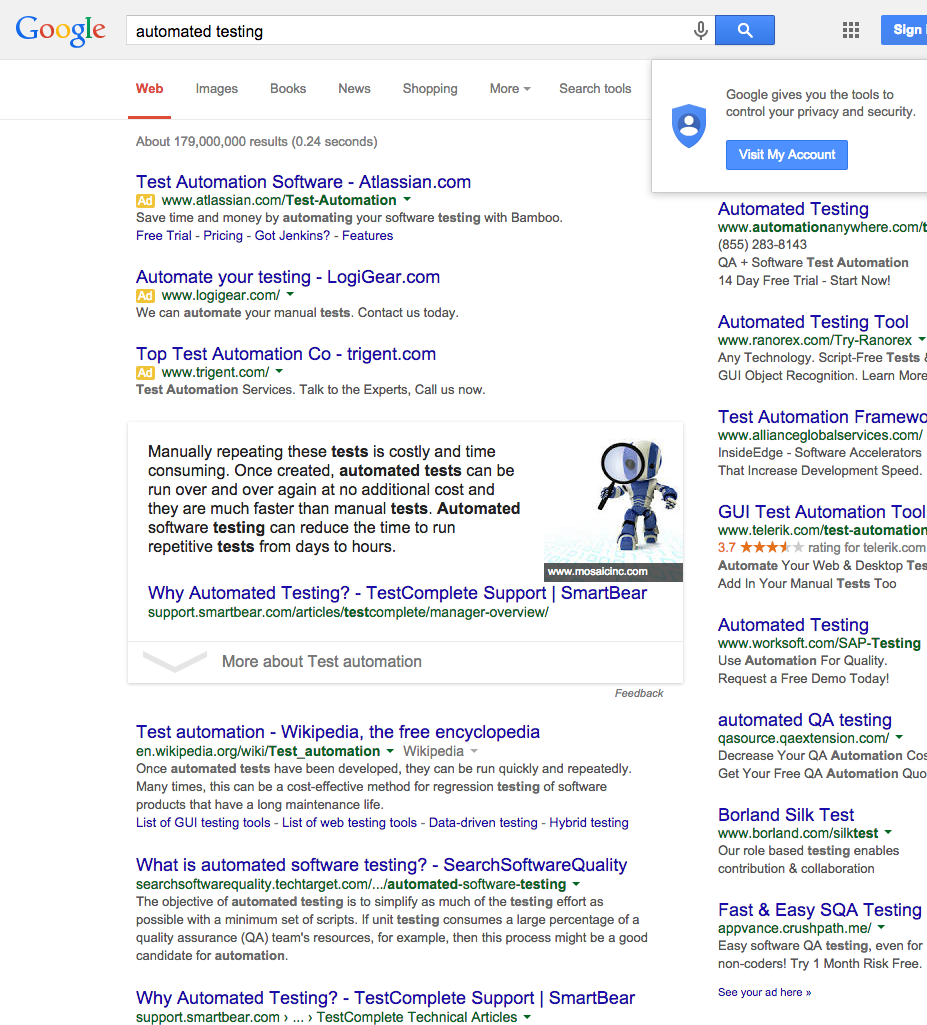 Google
automated testing
Sign
Web Images Books News Shopping More Search tools
Google gives you the tools to
control your privacy and security.
Visit My Account
About 179,000,000 results (0.24 seconds)
Test Automation Software - Atlassian.com
Ad www.atlassian.com/Test-Automation
Save time and money by automating your software testing with Bamboo.
Free Trial - Pricing - Got Jenkins? - Features
Automate your testing - LogiGear.com
Ad www.logigear.com/
We can automate your manual tests. Contact us today.
Top Test Automation Co - trigent.com
Ad www.trigent.com/
Test Automation Services. Talk to the Experts, Call us now.
Manually repeating these tests is costly and time
consuming. Once created, automated tests can be
run over and over again at no additional cost and
they are much faster than manual tests. Automated
software testing can reduce the time to run
repetitive tests from days to hours.
www.mosaicinc.com
Why Automated Testing? - TestComplete Support | SmartBear
support.smartbear.com/articles/testcomplete/manager-overview/
More about Test automation
Feedback
Test automation - Wikipedia, the free encyclopedia
en.wikipedia.org/wiki/Test_automation Wikipedia
Once automated tests have been developed, they can be run quickly and repeatedly.
Many times, this can be a cost-effective method for regression testing of software
products that have a long maintenance life.
List of GUI testing tools - List of web testing tools - Data-driven testing - Hybrid testing
What is automated software testing? - SearchSoftwareQuality
searchsoftwarequality.techtarget.com/.../automated-software-testing
The objective of automated testing is to simplify as much of the testing effort as
possible with a minimum set of scripts. If unit testing consumes a large percentage of a
quality assurance (QA) team's resources, for example, then this process might be a good
candidate for automation.
Why Automated Testing? - TestComplete Support | SmartBear
support.smartbear.com › ... › TestComplete Technical Articles
Automated Testing
www.automationanywhere.com/t
(855) 283-8143
QA + Software Test Automation
14 Day Free Trial - Start Now!
Automated Testing Tool
www.ranorex.com/Try-Ranorex
Any Technology. Script-Free Tests &
GUI Object Recognition. Learn More
Test Automation Framewo
www.allianceglobalservices.com/
InsideEdge - Software Accelerators
That Increase Development Speed.
GUI Test Automation Tool
www.telerik.com/test-automation
3.7 ★★★★★ rating for telerik.com
Automate Your Web & Desktop Tes
Add In Your Manual Tests Too
Automated Testing
www.worksoft.com/SAP-Testing
Use Automation For Quality.
Request a Free Demo Today!
automated QA testing
qasource.qaextension.com/
Decrease Your QA Automation Cos
Get Your Free QA Automation Quo
Borland Silk Test
www.borland.com/silktest
Our role based testing enables
contribution & collaboration
Fast & Easy SQA Testing
appvance.crushpath.me/
Easy software QA testing, even for
non-coders! Try 1 Month Risk Free.
See your ad here »